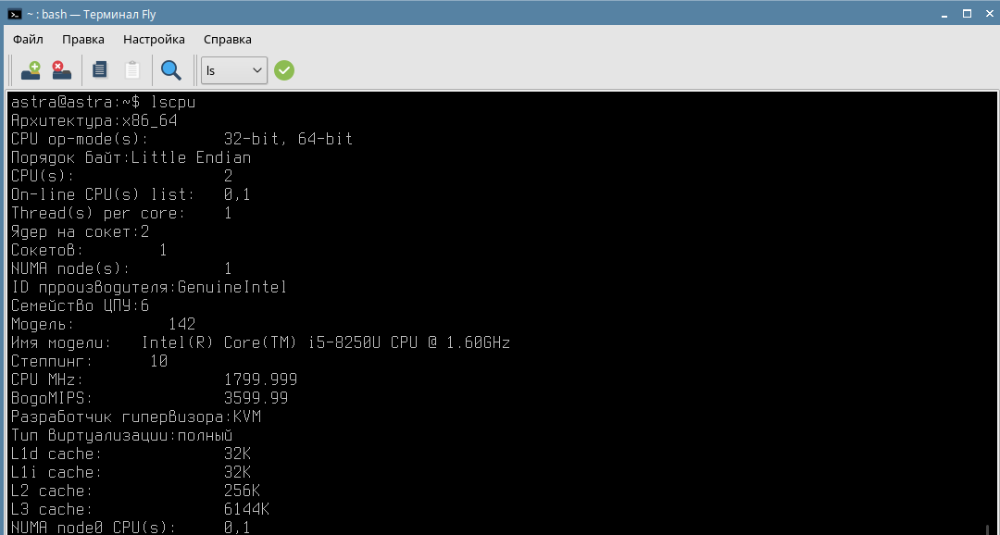 ~ : bash — Терминал Fly
Файл Правка Настройка Справка
ls
astra@astra:~$ lscpu
Архитектура:x86_64
CPU op-mode(s): 32-bit, 64-bit
Порядок байт:Little Endian
CPU(s): 2
On-line CPU(s) list: 0,1
Thread(s) per core: 1
Ядер на сокет:2
Сокетов: 1
NUMA node(s): 1
ID прроизводителя:GenuineIntel
Семейство ЦПУ:6
Модель: 142
Имя модели: Intel(R) Core(TM) i5-8250U CPU @ 1.60GHz
Степпинг: 10
CPU MHz: 1799.999
BogoMIPS: 3599.99
Разработчик гипервизора:KVM
Тип виртуализации:полный
L1d cache: 32K
L1i cache: 32K
L2 cache: 256K
L3 cache: 6144K
NUMA node0 CPU(s): 0,1